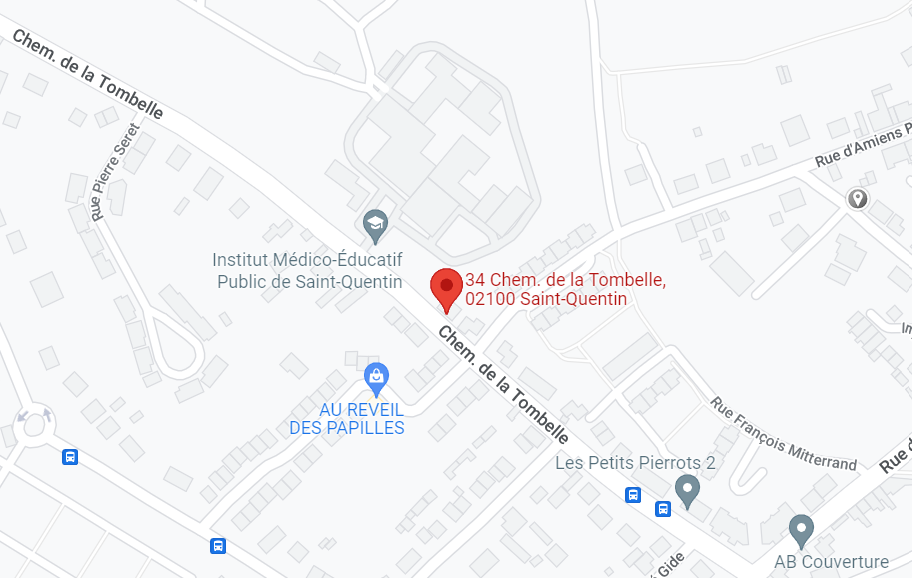 Chem. de la Tombelle
Rue d'Amiens P
Rue Pierre Seret
Institut Médico-Éducatif
Public de Saint-Quentin
34 Chem. de la Tombelle,
02100 Saint-Quentin
Im
Chem. de la Tombelle
AU REVEIL
DES PAPILLES
Rue François Mitterrand
Rue d
Les Petits Pierrots 2
AB Couverture
Gide